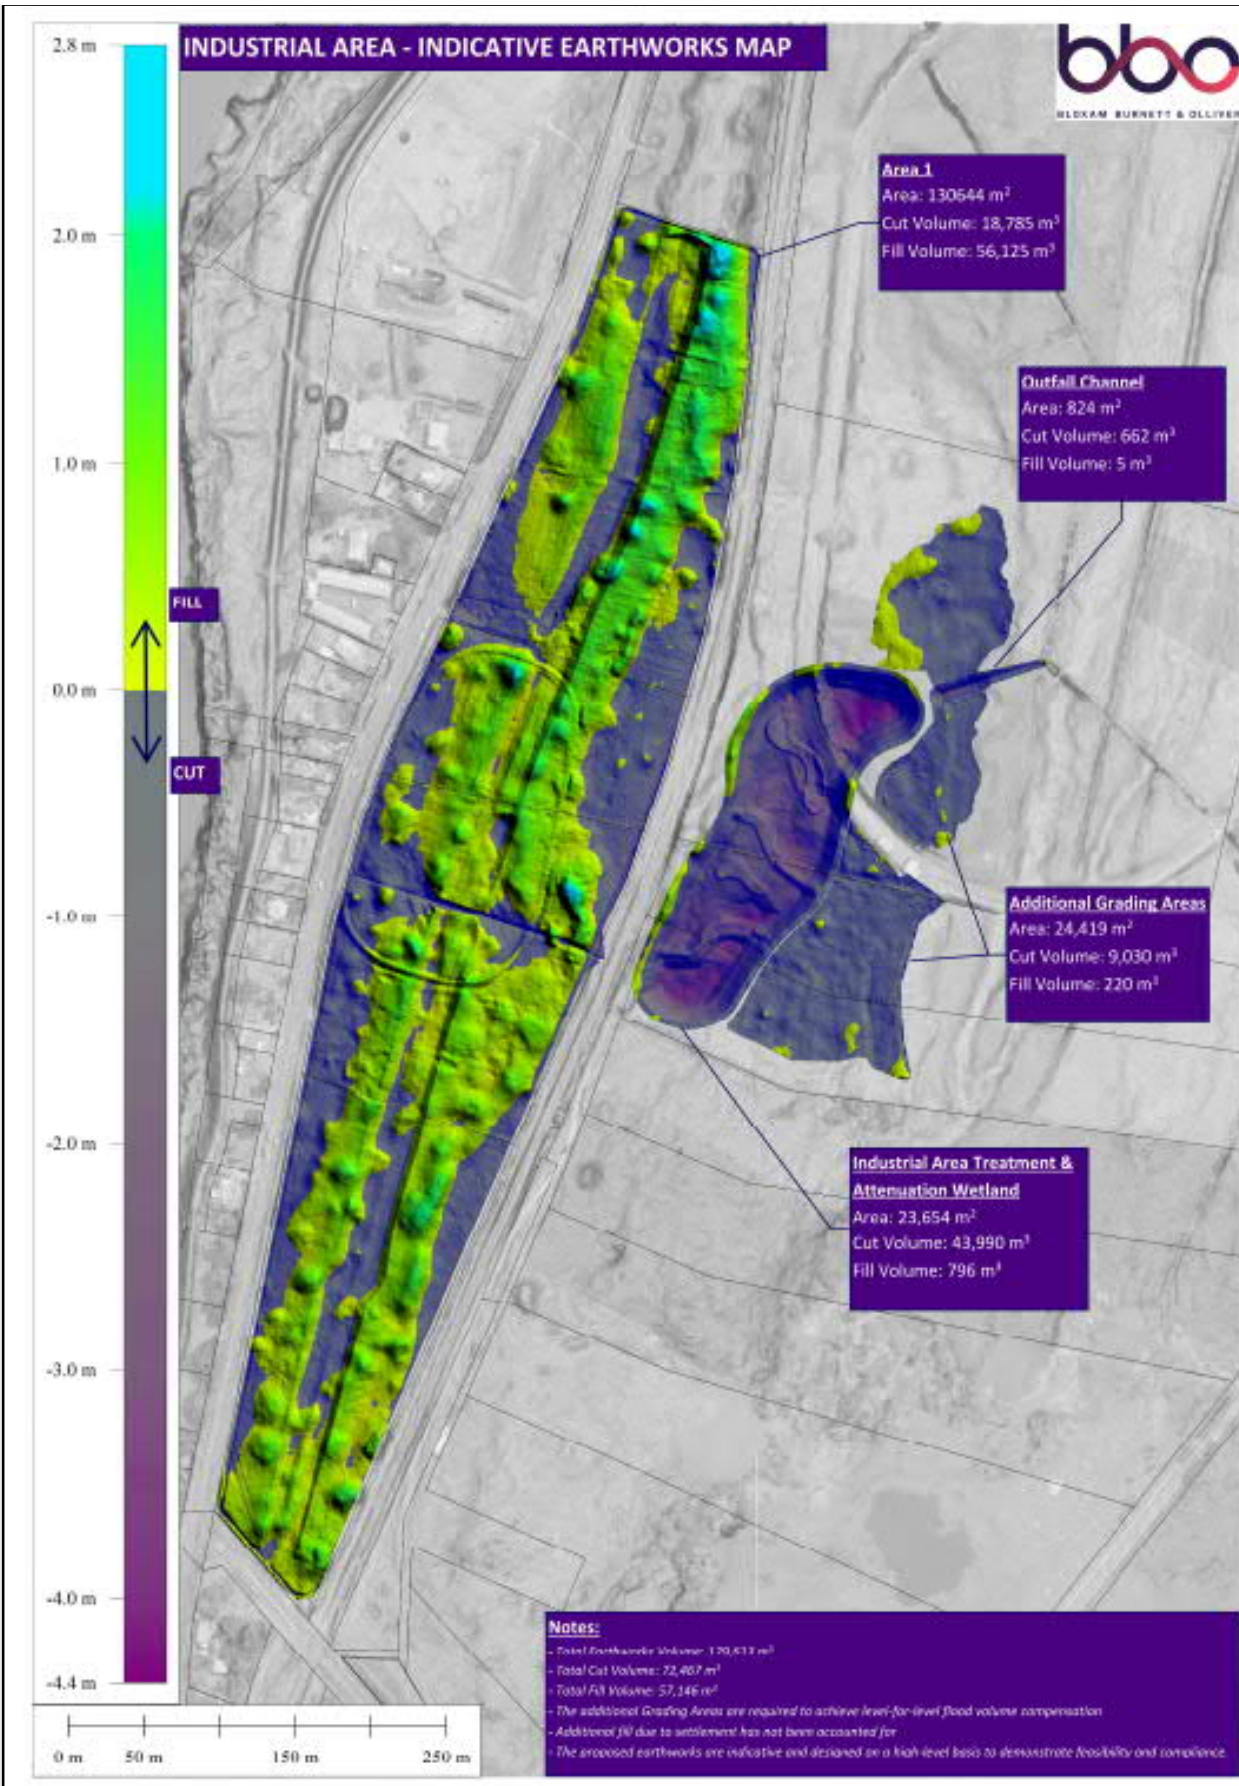 INDUSTRIAL AREA - INDICATIVE EARTHWORKS MAP
bbo
BLOXAM BURNETT & OLLIVER
2.8 m
2.0 m
1.0 m
FILL
0.0 m
CUT
-1.0 m
-2.0 m
-3.0 m
-4.0 m
-4.4 m
Area 1
Area: 130644 m²
Cut Volume: 18,785 m³
Fill Volume: 56,125 m³
Outfall Channel
Area: 824 m²
Cut Volume: 662 m³
Fill Volume: 5 m³
Additional Grading Areas
Area: 24,419 m²
Cut Volume: 9,030 m³
Fill Volume: 220 m³
Industrial Area Treatment &
Attenuation Wetland
Area: 23,654 m²
Cut Volume: 43,990 m³
Fill Volume: 796 m³
Notes:
- Total Earthworks Volume: m³
- Total Cut Volume: 72,467 m³
- Total Fill Volume: 57,146 m³
- The additional Grading Areas are required to achieve level-for-level flood volume compensation
- Additional fill due to settlement has not been accounted for
- The proposed earthworks are indicative and designed on a high-level basis to demonstrate feasibility and compliance.
0 m 50 m 150 m 250 m